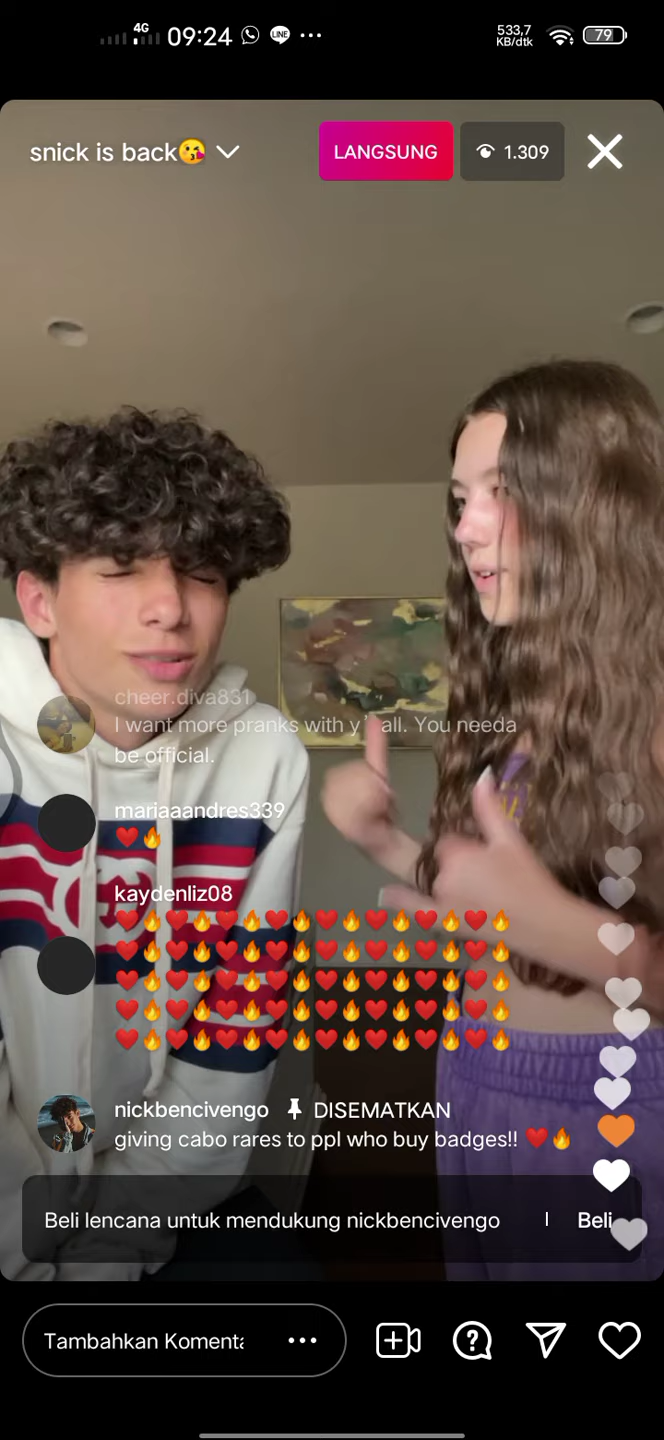 4G
09:24
LINE
533,7
KB/dtk
79
snick is back😘
LANGSUNG
1.309
cheer.diva831
I want more pranks with y'all. You needa
be official.
mariaaandres339
❤️🔥
kaydenliz08
❤️🔥❤️🔥❤️🔥❤️🔥❤️🔥❤️🔥❤️🔥❤️🔥
❤️🔥❤️🔥❤️🔥❤️🔥❤️🔥❤️🔥❤️🔥❤️🔥
❤️🔥❤️🔥❤️🔥❤️🔥❤️🔥❤️🔥❤️🔥❤️🔥
❤️🔥❤️🔥❤️🔥❤️🔥❤️🔥❤️🔥❤️🔥❤️🔥
❤️🔥❤️🔥❤️🔥❤️🔥❤️🔥❤️🔥❤️🔥❤️🔥
nickbencivengo DISEMATKAN
giving cabo rares to ppl who buy badges!! ❤️🔥
Beli lencana untuk mendukung nickbencivengo | Beli
Tambahkan Komenta